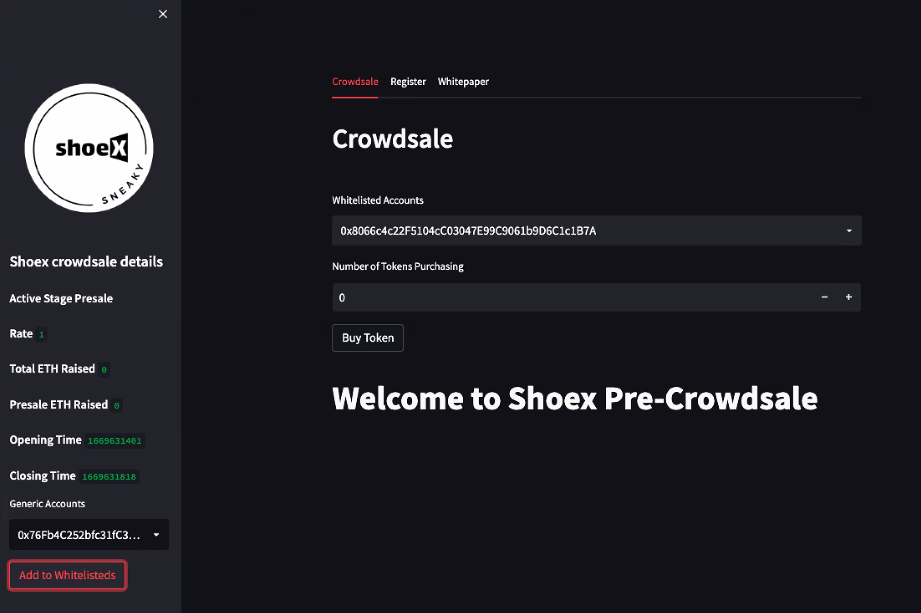 shoeX
SNEAKY
Shoex crowdsale details
Active Stage Presale
Rate 1
Total ETH Raised 0
Presale ETH Raised 0
Opening Time 1669631401
Closing Time 1669631818
Generic Accounts
0x76Fb4C252bfc31fC3...
Add to Whitelisteds
Crowdsale Register Whitepaper
Crowdsale
Whitelisted Accounts
0x8066c4c22F5104cC03047E99C9061b9D6C1c1B7A
Number of Tokens Purchasing
0
Buy Token
Welcome to Shoex Pre-Crowdsale